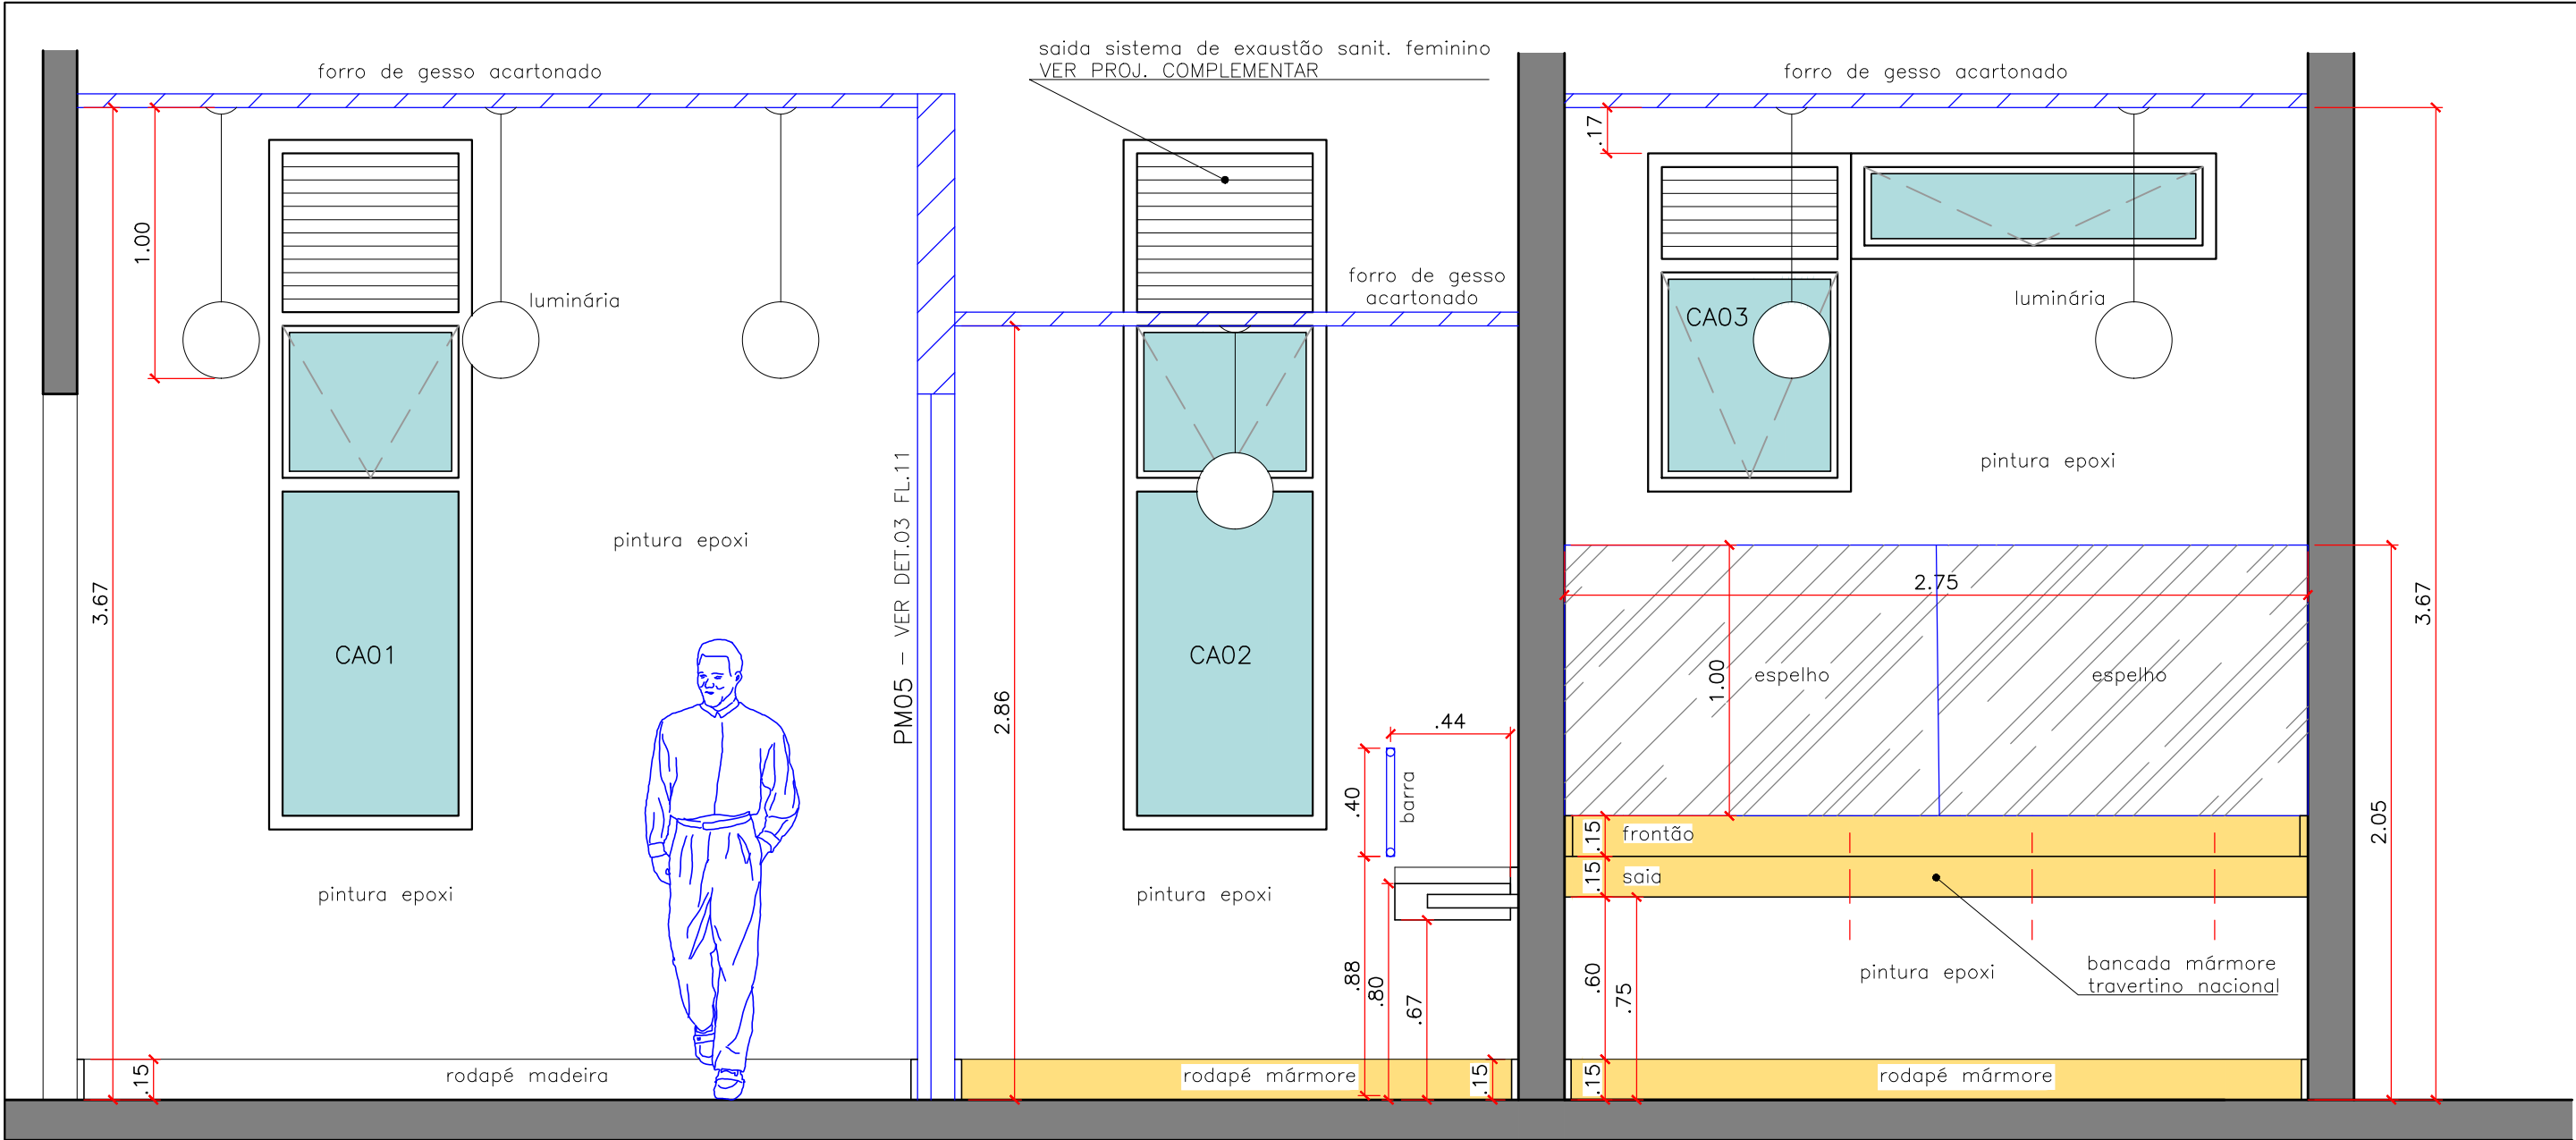 forro de gesso acartonado
saida sistema de exaustão sanit. feminino
VER PROJ. COMPLEMENTAR
forro de gesso acartonado
.17
1.00
luminária
forro de gesso
acartonado
luminária
CA03
pintura epoxi
pintura epoxi
PM05 - VER DET.03 FL.11
3.67
3.67
2.75
CA01
CA02
1.00
espelho
espelho
2.86
.44
.40
barra
2.05
.15
frontão
.15
saia
pintura epoxi
pintura epoxi
.88
.80
.67
.60
.75
pintura epoxi
bancada mármore
travertino nacional
.15
rodapé madeira
rodapé mármore
.15
.15
rodapé mármore